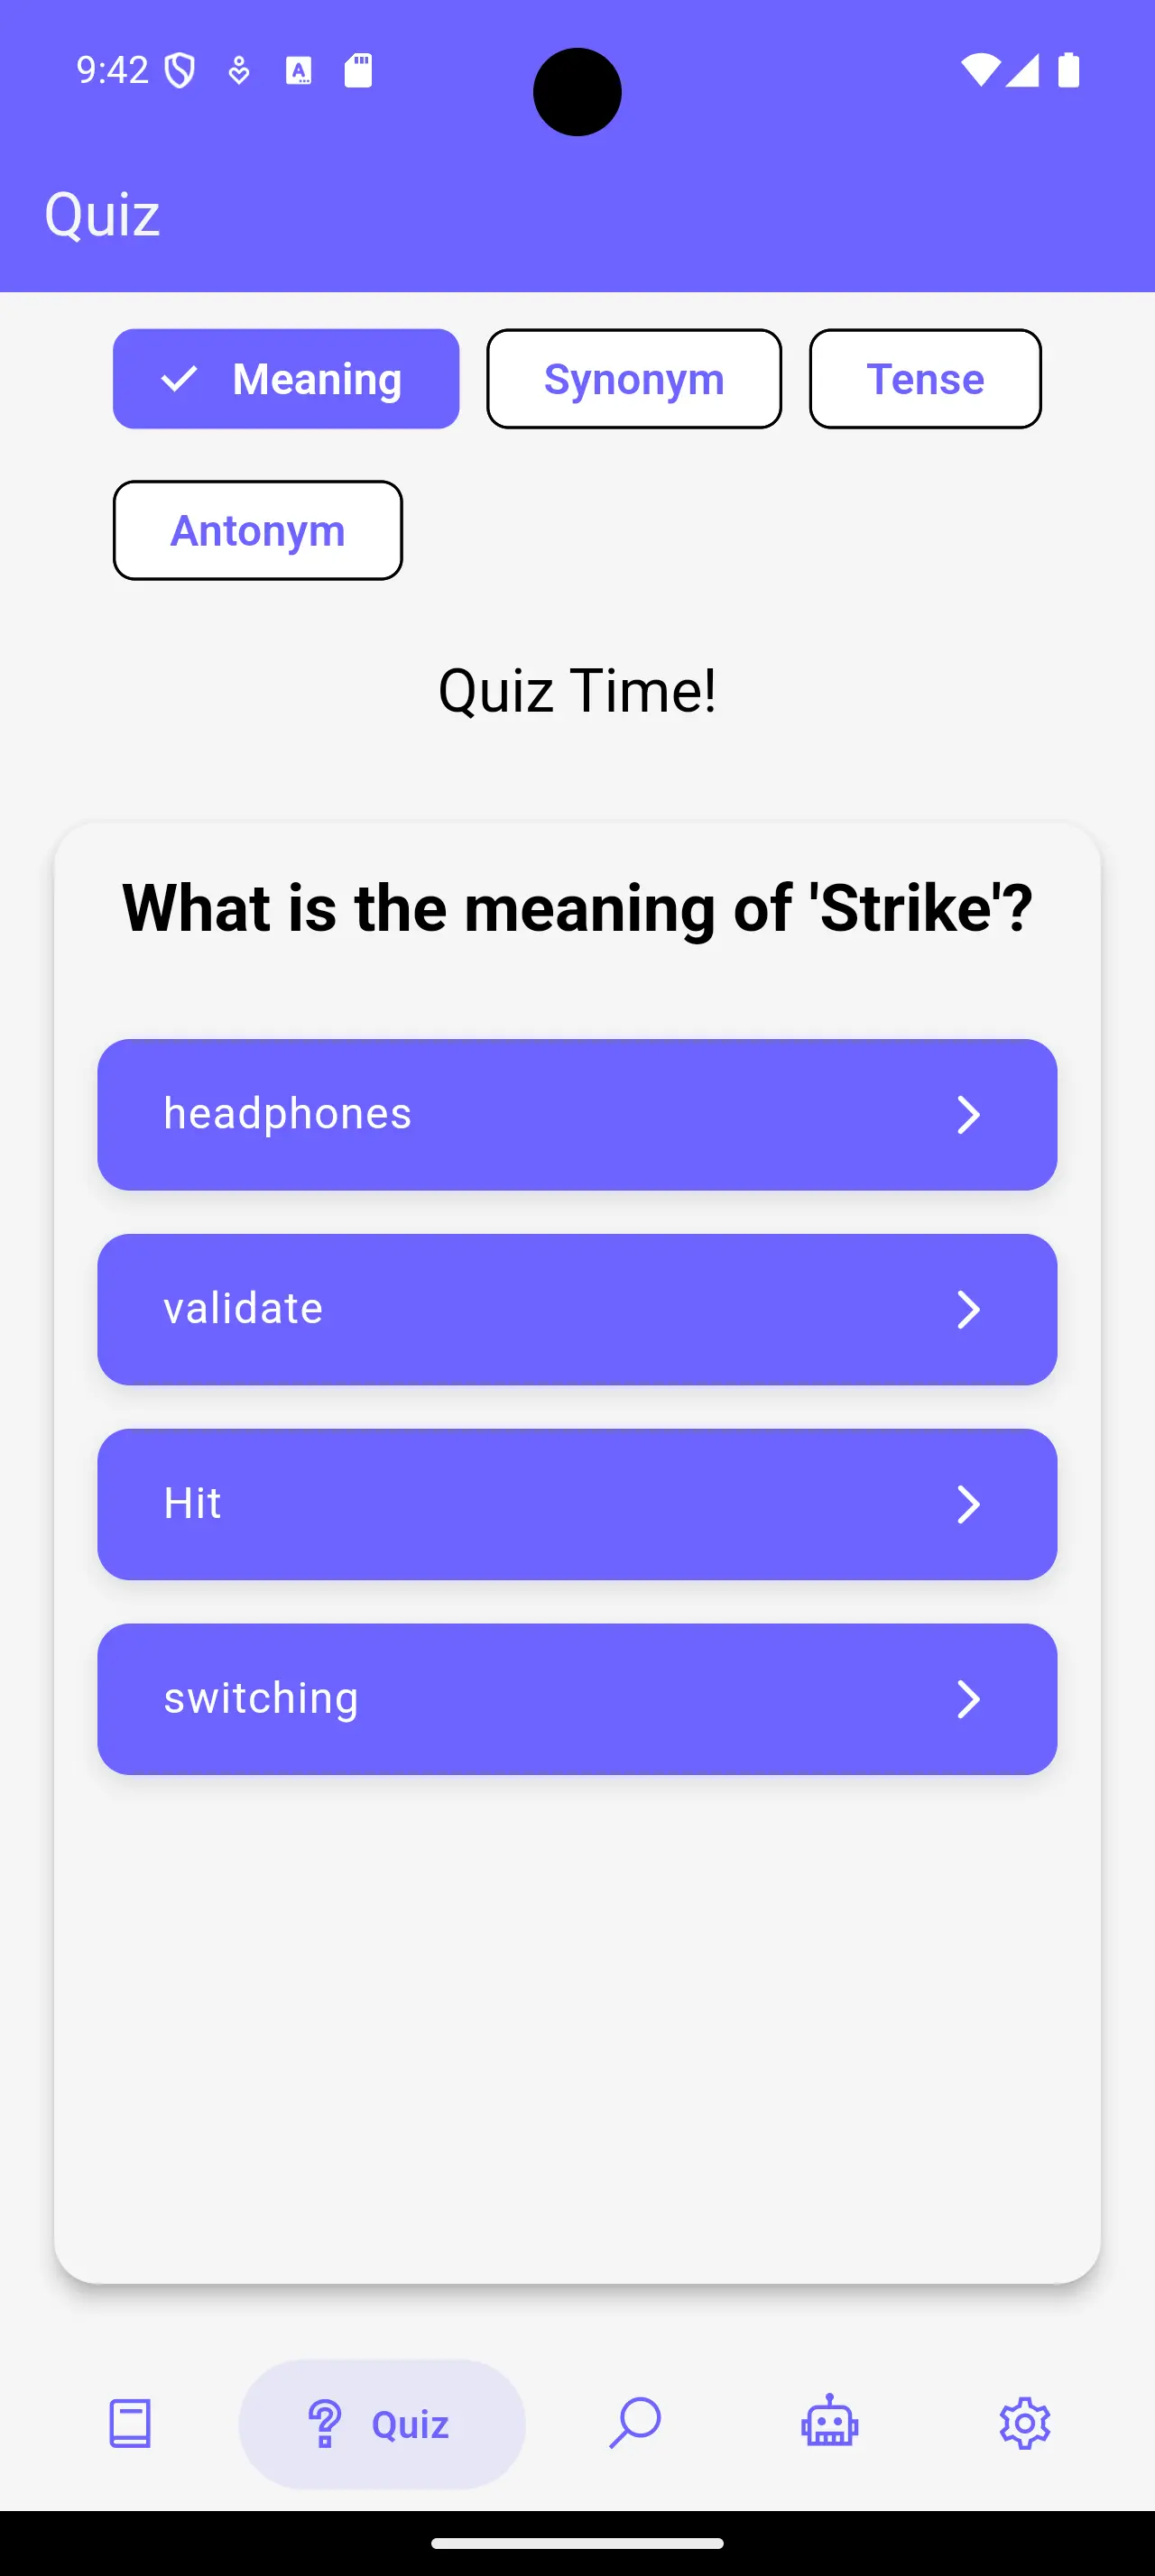 9:42
Quiz
Meaning
Synonym
Tense
Antonym
Quiz Time!
What is the meaning of 'Strike'?
headphones
validate
Hit
switching
Quiz